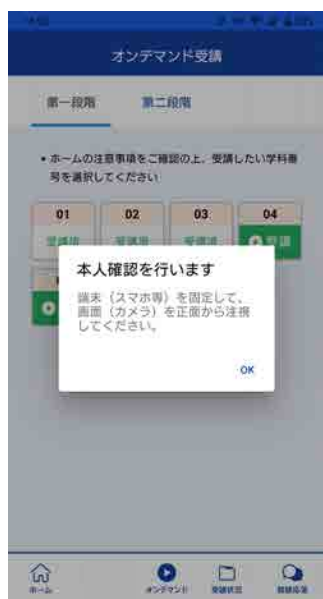 オンデマンド受講
第一段階
第二段階
• ホームの注意事項をご確認の上、受講したい学科番
号を選択してください
01
02
03
04
受講済
受講済
受講済
受講
本人確認を行います
端末（スマホ等）を固定して、
画面（カメラ）を正面から注視
してください。
OK
ホーム
オンデマンド
受講状況